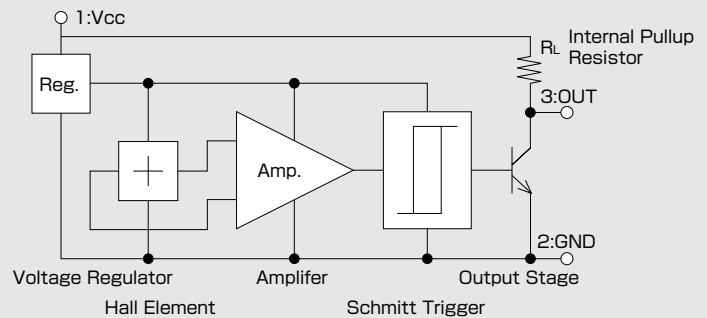 1:Vcc
RL Internal Pullup
Resistor
Reg.
3:OUT
Amp.
2:GND
Voltage Regulator
Amplifer
Output Stage
Hall Element
Schmitt Trigger